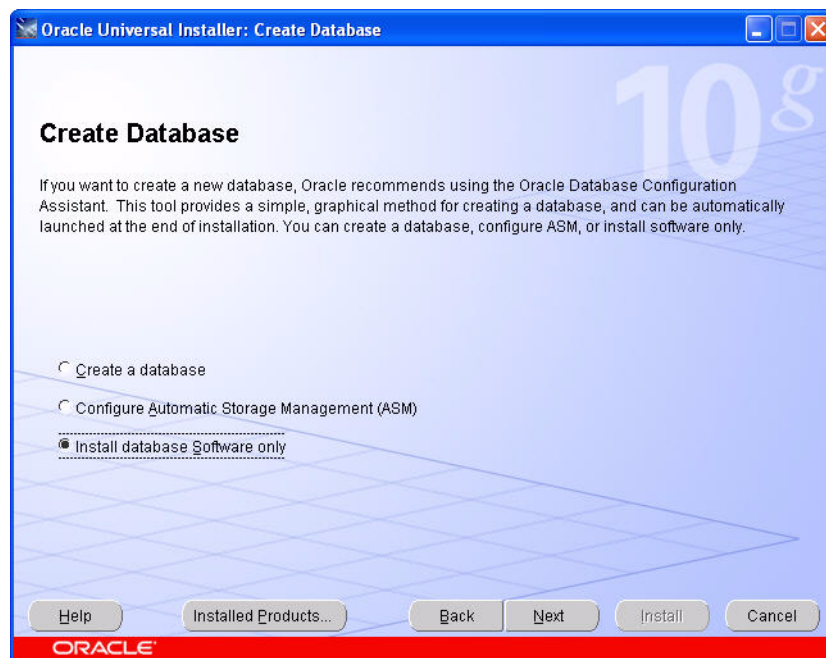 Oracle Universal Installer: Create Database
10g
Create Database
If you want to create a new database, Oracle recommends using the Oracle Database Configuration
Assistant. This tool provides a simple, graphical method for creating a database, and can be automatically
launched at the end of installation. You can create a database, configure ASM, or install software only.
Create a database
Configure Automatic Storage Management (ASM)
Install database Software only
Help Installed Products... Back Next Install Cancel
ORACLE